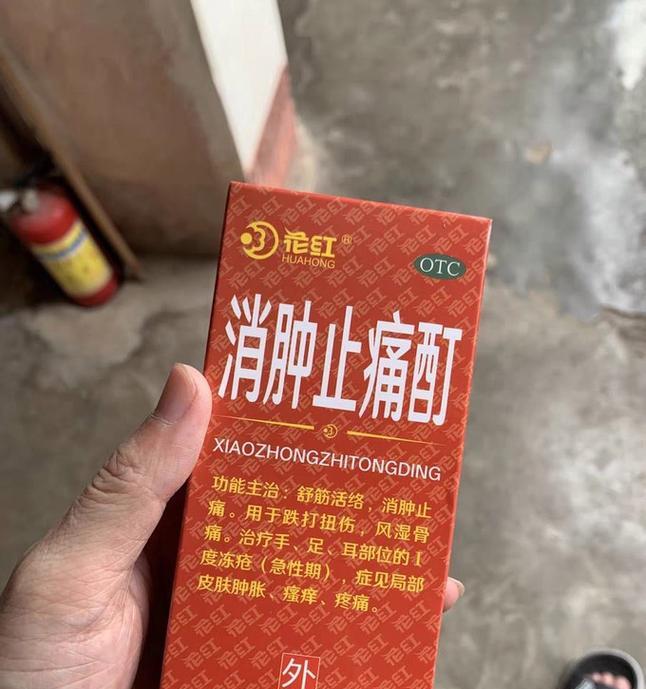 花红®
HUAHONG
OTC
消肿止痛酊
XIAOZHONGZHITONGDING
功能主治：舒筋活络，消肿止
痛。用于跌打扭伤，风湿骨
痛。治疗手、足、耳部位的Ⅰ
度冻疮（急性期），症见局部
皮肤肿胀、瘙痒、疼痛。
外